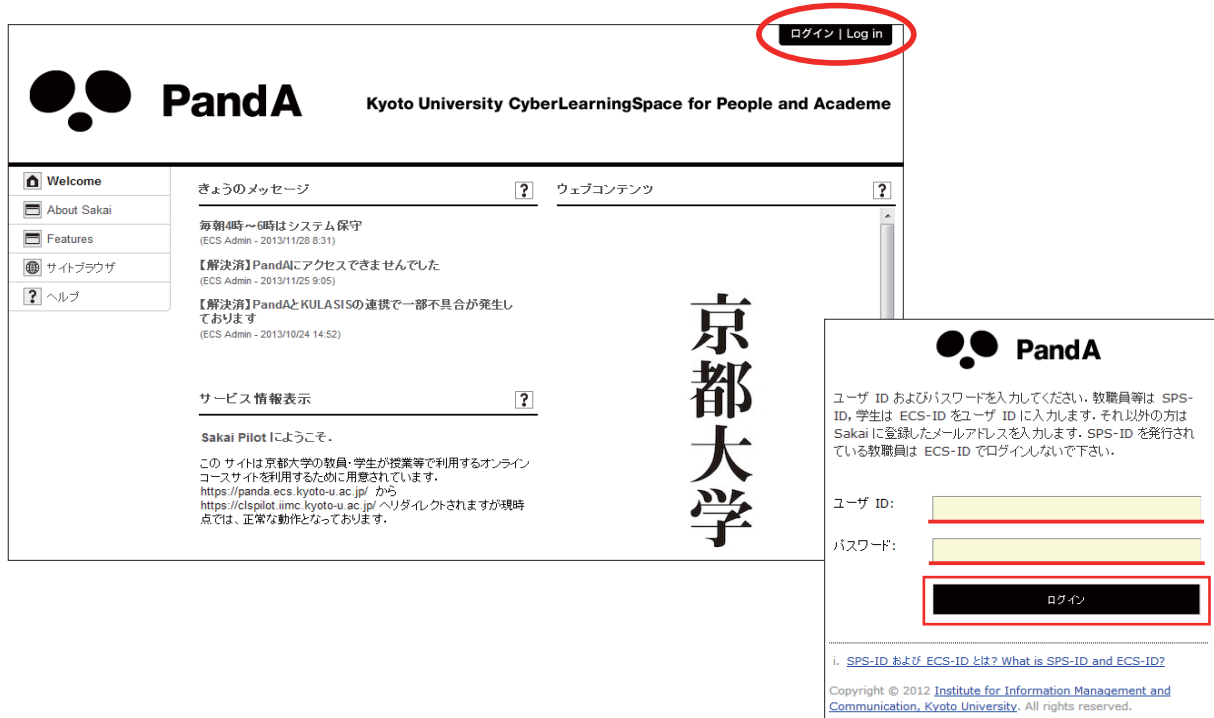 ログイン | Log in
PandA
Kyoto University CyberLearningSpace for People and Academe
Welcome
About Sakai
Features
サイトブラウザ
ヘルプ
きょうのメッセージ
毎朝4時～6時はシステム保守
(ECS Admin - 2013/11/28 8:31)
【解決済】PandAにアクセスできませんでした
(ECS Admin - 2013/11/25 9:05)
【解決済】PandAとKULASISの連携で一部不具合が発生し
ております
(ECS Admin - 2013/10/24 14:52)
サービス情報表示
Sakai Pilot にようこそ．
この サイトは京都大学の教員・学生が授業等で利用するオンライン
コースサイトを利用するために用意されています．
https://panda.ecs.kyoto-u.ac.jp/ から
https://clspilot.iimc.kyoto-u.ac.jp/ へリダイレクトされますが現時
点では、正常な動作となっております．
ウェブコンテンツ
京都大学
PandA
ユーザ ID およびパスワードを入力してください．教職員等は SPS-
ID，学生は ECS-ID をユーザ ID に入力します．それ以外の方は
Sakai に登録したメールアドレスを入力します．SPS-ID を発行され
ている教職員は ECS-ID でログインしないで下さい．
ユーザ ID:
パスワード:
ログイン
i. SPS-ID および ECS-ID とは? What is SPS-ID and ECS-ID?
Copyright © 2012 Institute for Information Management and
Communication, Kyoto University. All rights reserved.